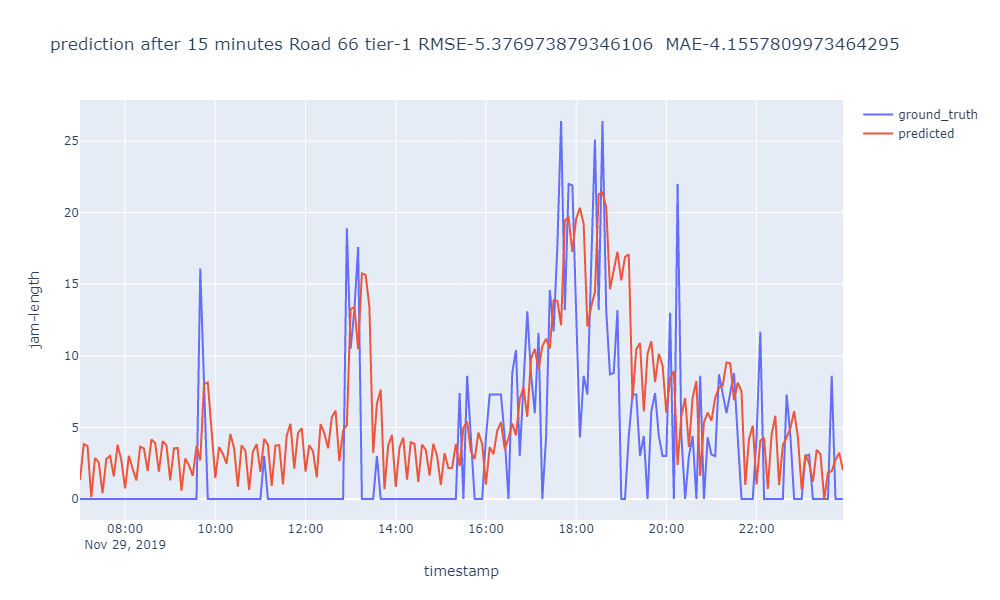 prediction after 15 minutes Road 66 tier-1 RMSE-5.376973879346106  MAE-4.1557809973464295
ground_truth
predicted
25
20
15
10
5
0
jam-length
08:00 10:00 12:00 14:00 16:00 18:00 20:00 22:00
Nov 29, 2019
timestamp